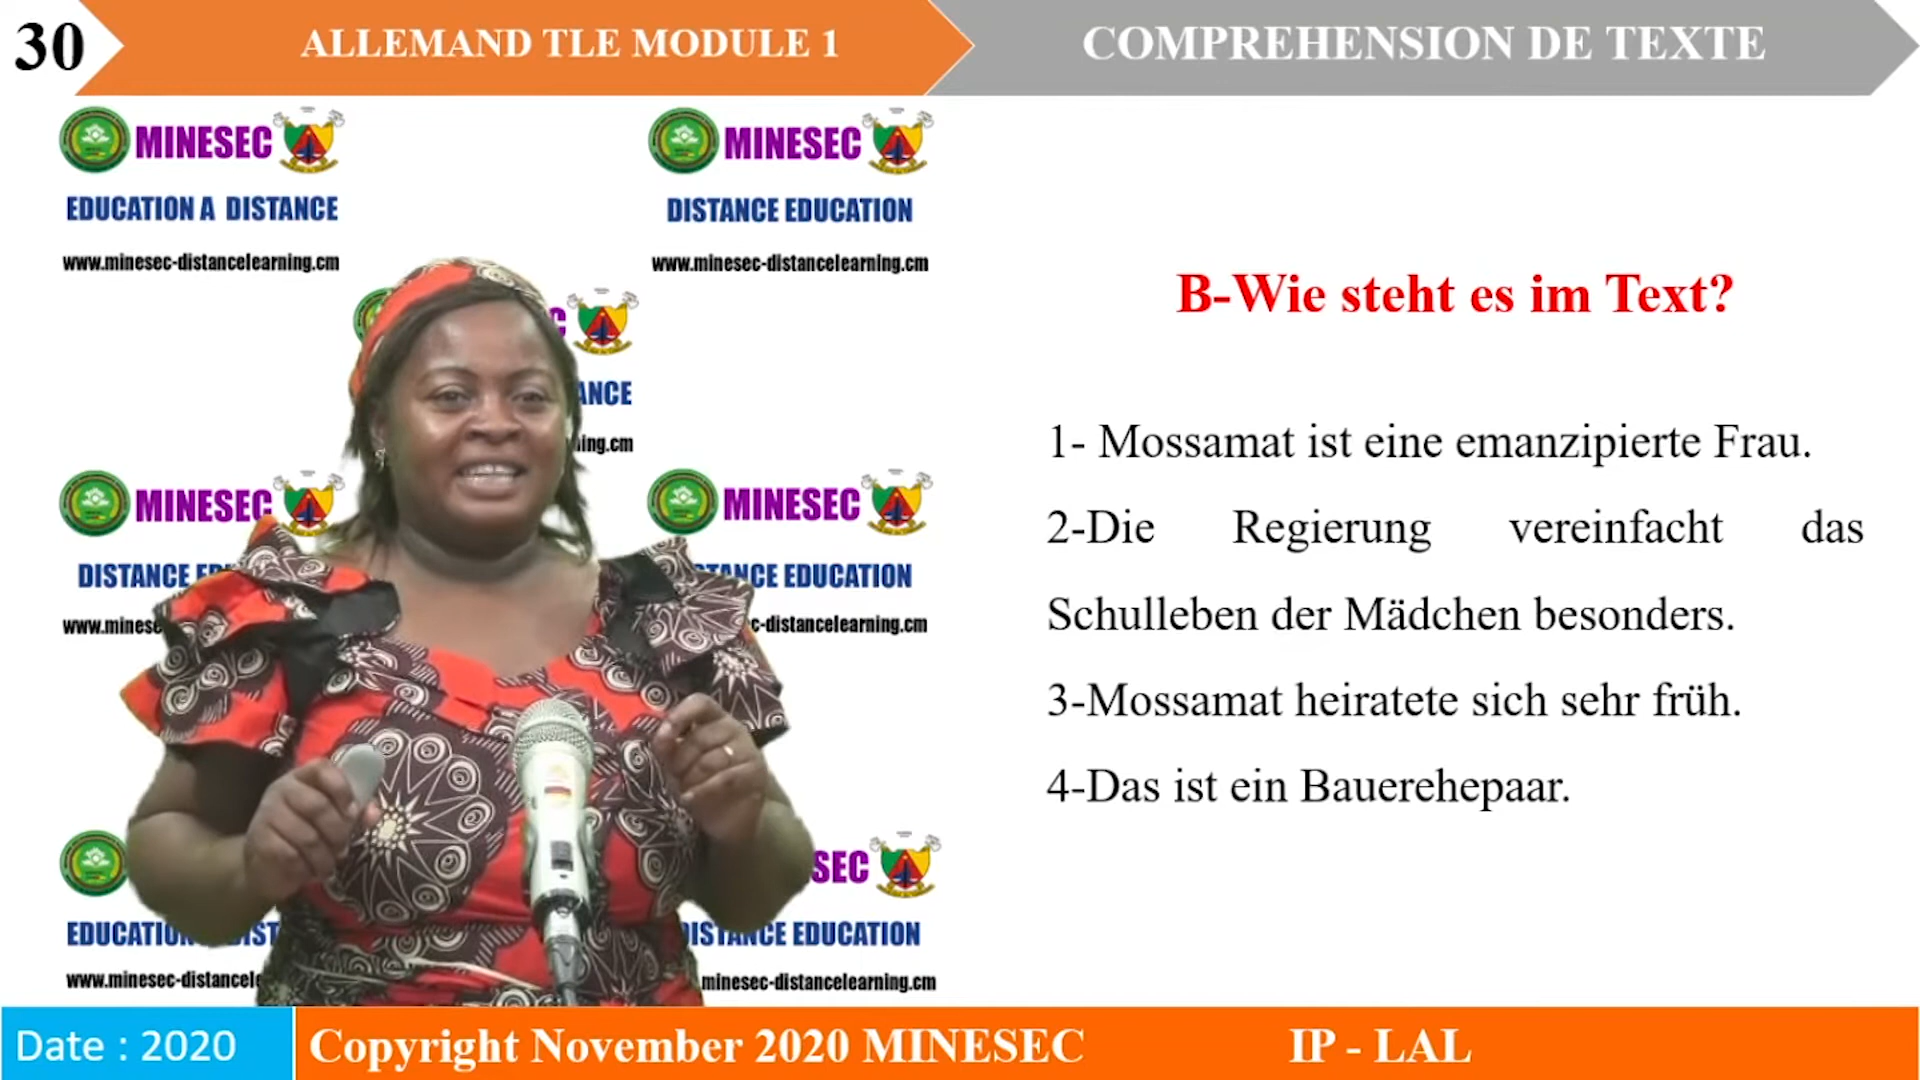 30
ALLEMAND TLE MODULE 1
COMPREHENSION DE TEXTE
MINESEC
MINESEC
EDUCATION A DISTANCE
DISTANCE EDUCATION
www.minesec-distancelearning.cm
www.minesec-distancelearning.cm
B-Wie steht es im Text?
1- Mossamat ist eine emanzipierte Frau.
2-Die Regierung vereinfacht das
Schulleben der Mädchen besonders.
3-Mossamat heiratete sich sehr früh.
4-Das ist ein Bauerehepaar.
MINESEC
MINESEC
DISTANCE EDUCATION
DISTANCE EDUCATION
Date : 2020
Copyright November 2020 MINESEC
IP - LAL